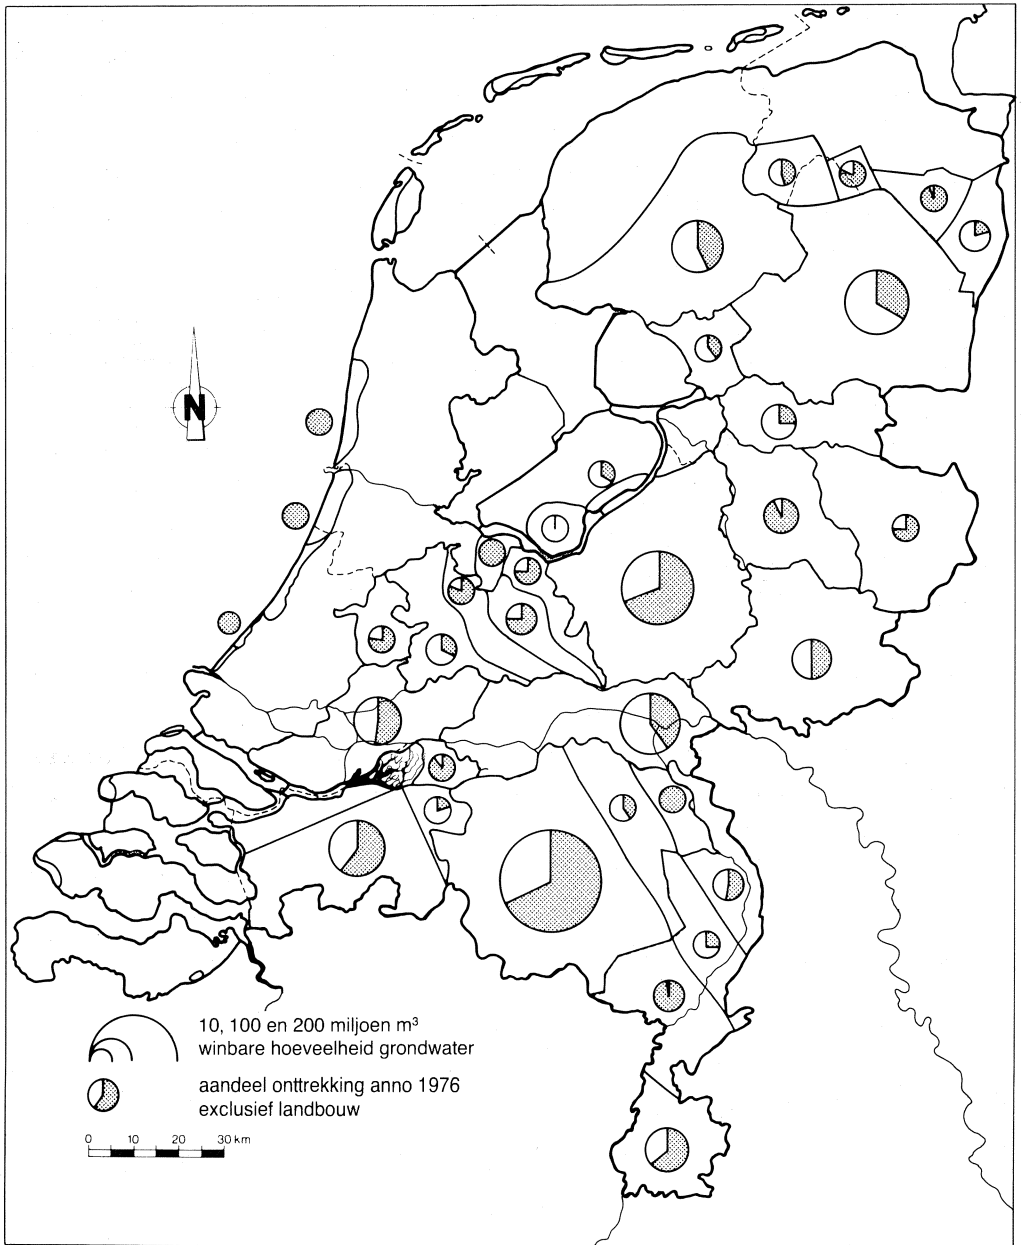 N
10, 100 en 200 miljoen m³
winbare hoeveelheid grondwater
aandeel onttrekking anno 1976
exclusief landbouw
0 10 20 30 km